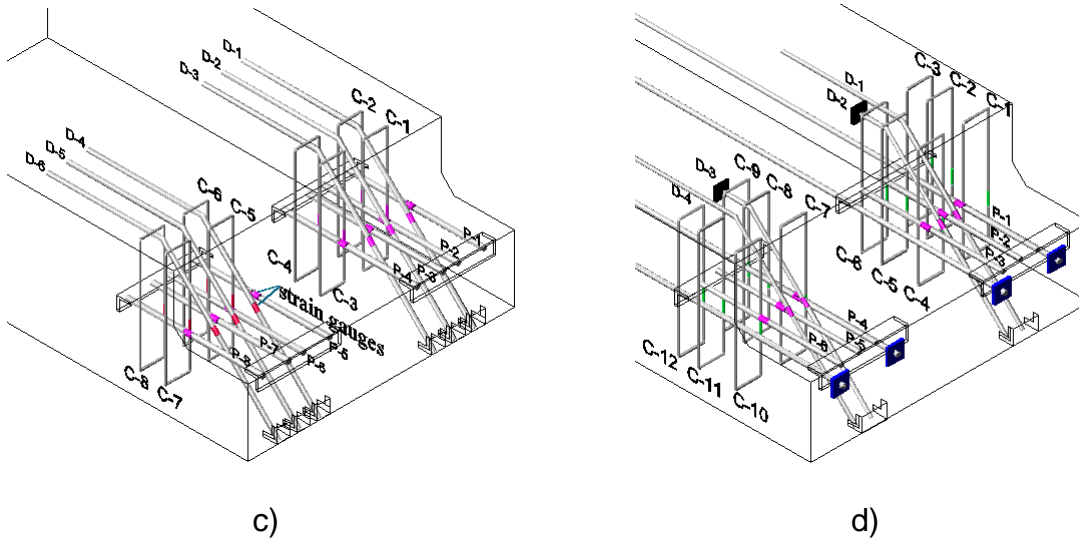 D-1
D-2
D-3
C-2
C-1
D-4
D-5
D-6
C-6
C-5
C-4
C-3
P-1
P-2
P-3
P-4
strain gauges
P-5
P-6
P-7
P-8
C-8
C-7
c)
D-1
D-2
C-3
C-2
C-1
D-3
D-4
C-9
C-8
C-7
C-6
C-5
C-4
P-1
P-2
P-3
P-4
P-5
P-6
C-12
C-11
C-10
d)